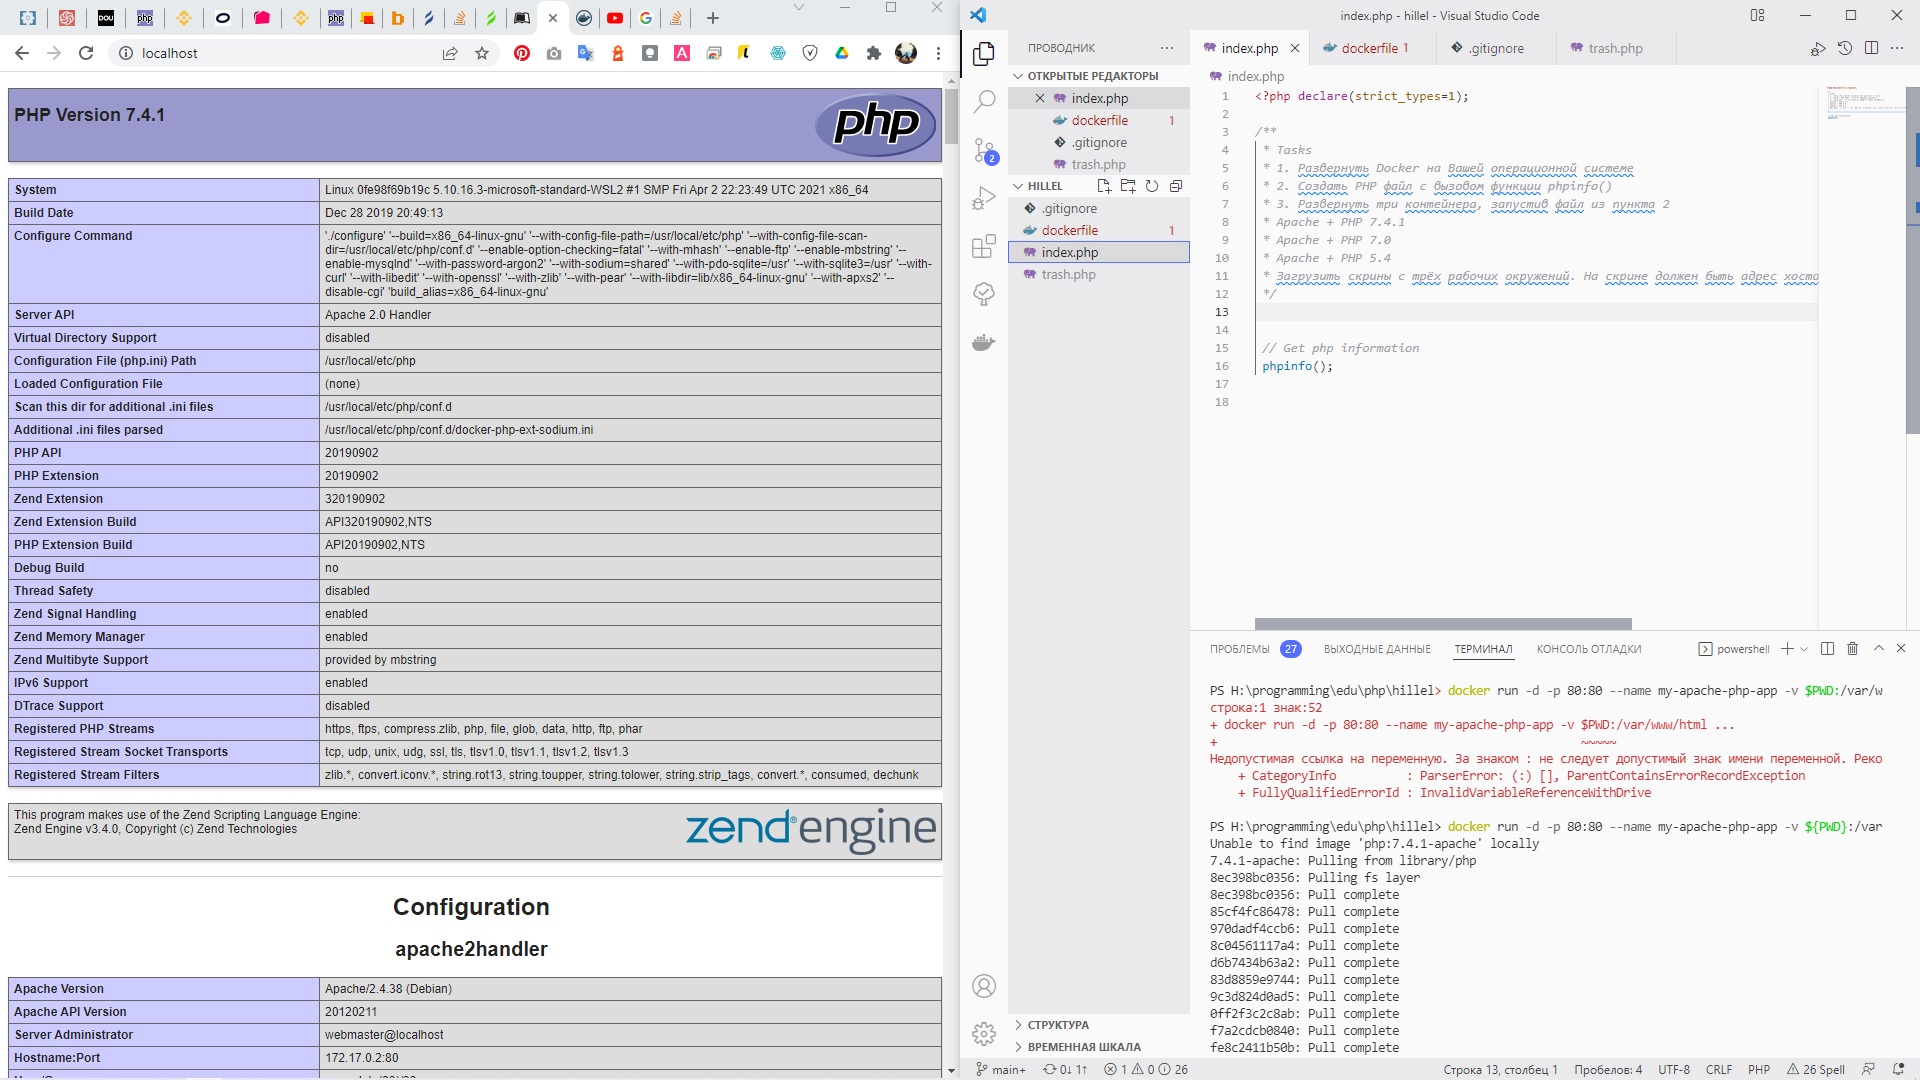 localhost
PHP Version 7.4.1
php
System Linux 0fe98f69b19c 5.10.16.3-microsoft-standard-WSL2 #1 SMP Fri Apr 2 22:23:49 UTC 2021 x86_64
Build Date Dec 28 2019 20:49:13
Configure Command './configure' '--build=x86_64-linux-gnu' '--with-config-file-path=/usr/local/etc/php' '--with-config-file-scan-
dir=/usr/local/etc/php/conf.d' '--enable-option-checking=fatal' '--with-mhash' '--enable-ftp' '--enable-mbstring' '--
enable-mysqlnd' '--with-password-argon2' '--with-sodium=shared' '--with-pdo-sqlite=/usr' '--with-sqlite3=/usr' '--with-
curl' '--with-libedit' '--with-openssl' '--with-zlib' '--with-pear' '--with-libdir=lib/x86_64-linux-gnu' '--with-apxs2' '--
disable-cgi' 'build_alias=x86_64-linux-gnu'
Server API Apache 2.0 Handler
Virtual Directory Support disabled
Configuration File (php.ini) Path /usr/local/etc/php
Loaded Configuration File (none)
Scan this dir for additional .ini files /usr/local/etc/php/conf.d
Additional .ini files parsed /usr/local/etc/php/conf.d/docker-php-ext-sodium.ini
PHP API 20190902
PHP Extension 20190902
Zend Extension 320190902
Zend Extension Build API320190902,NTS
PHP Extension Build API20190902,NTS
Debug Build no
Thread Safety disabled
Zend Signal Handling enabled
Zend Memory Manager enabled
Zend Multibyte Support provided by mbstring
IPv6 Support enabled
DTrace Support disabled
Registered PHP Streams https, ftps, compress.zlib, php, file, glob, data, http, ftp, phar
Registered Stream Socket Transports tcp, udp, unix, udg, ssl, tls, tlsv1.0, tlsv1.1, tlsv1.2, tlsv1.3
Registered Stream Filters zlib.*, convert.iconv.*, string.rot13, string.toupper, string.tolower, string.strip_tags, convert.*, consumed, dechunk
This program makes use of the Zend Scripting Language Engine:
Zend Engine v3.4.0, Copyright (c) Zend Technologies
zend engine
Configuration
apache2handler
Apache Version Apache/2.4.38 (Debian)
Apache API Version 20120211
Server Administrator webmaster@localhost
Hostname:Port 172.17.0.2:80
index.php - hillel - Visual Studio Code
ПРОВОДНИК
ОТКРЫТЫЕ РЕДАКТОРЫ
index.php
dockerfile 1
.gitignore
trash.php
HILLEL
.gitignore
dockerfile 1
index.php
trash.php
СТРУКТУРА
ВРЕМЕННАЯ ШКАЛА
2
index.php dockerfile 1 .gitignore trash.php
index.php
1 <?php declare(strict_types=1);
2
3 /**
4 * Tasks
5 * 1. Развернуть Docker на Вашей операционной системе
6 * 2. Создать PHP файл с вызовом функции phpinfo()
7 * 3. Развернуть три контейнера, запустив файл из пункта 2
8 * Apache + PHP 7.4.1
9 * Apache + PHP 7.0
10 * Apache + PHP 5.4
11 * Загрузить скрины с трёх рабочих окружений. На скрине должен быть адрес хоста
12 */
13
14
15 // Get php information
16 phpinfo();
17
18
ПРОБЛЕМЫ 27 ВЫХОДНЫЕ ДАННЫЕ ТЕРМИНАЛ КОНСОЛЬ ОТЛАДКИ powershell
PS H:\programming\edu\php\hillel> docker run -d -p 80:80 --name my-apache-php-app -v $PWD:/var/w
строка:1 знак:52
+ docker run -d -p 80:80 --name my-apache-php-app -v $PWD:/var/www/html ...
+ ~~~~~
Недопустимая ссылка на переменную. За знаком : не следует допустимый знак имени переменной. Реко
+ CategoryInfo : ParserError: (:) [], ParentContainsErrorRecordException
+ FullyQualifiedErrorId : InvalidVariableReferenceWithDrive
PS H:\programming\edu\php\hillel> docker run -d -p 80:80 --name my-apache-php-app -v ${PWD}:/var
Unable to find image 'php:7.4.1-apache' locally
7.4.1-apache: Pulling from library/php
8ec398bc0356: Pulling fs layer
8ec398bc0356: Pull complete
85cf4fc86478: Pull complete
970dadf4ccb6: Pull complete
8c04561117a4: Pull complete
d6b7434b63a2: Pull complete
83d8859e9744: Pull complete
9c3d824d0ad5: Pull complete
0ff2f3c2c8ab: Pull complete
f7a2cdcb0840: Pull complete
fe8c2411b50b: Pull complete
main+ 0↓ 1↑ 1 0 26 Строка 13, столбец 1 Пробелов: 4 UTF-8 CRLF PHP 26 Spell